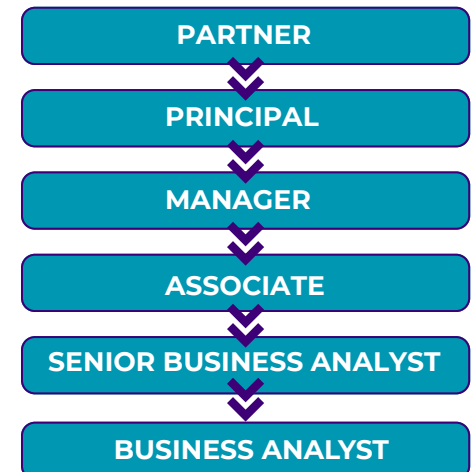 PARTNER
PRINCIPAL
MANAGER
ASSOCIATE
SENIOR BUSINESS ANALYST
BUSINESS ANALYST